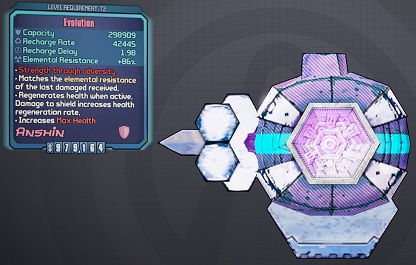 LEVEL REQUIREMENT: 72
Evolution
Capacity 298909
Recharge Rate 42445
Recharge Delay 1.98
Elemental Resistance +86%
• Strength through adversity
• Matches the elemental resistance
of the last damaged received.
• Regenerates health when active.
Damage to shield increases health
regeneration rate.
• Increases Max Health
ANSHIN
$979164